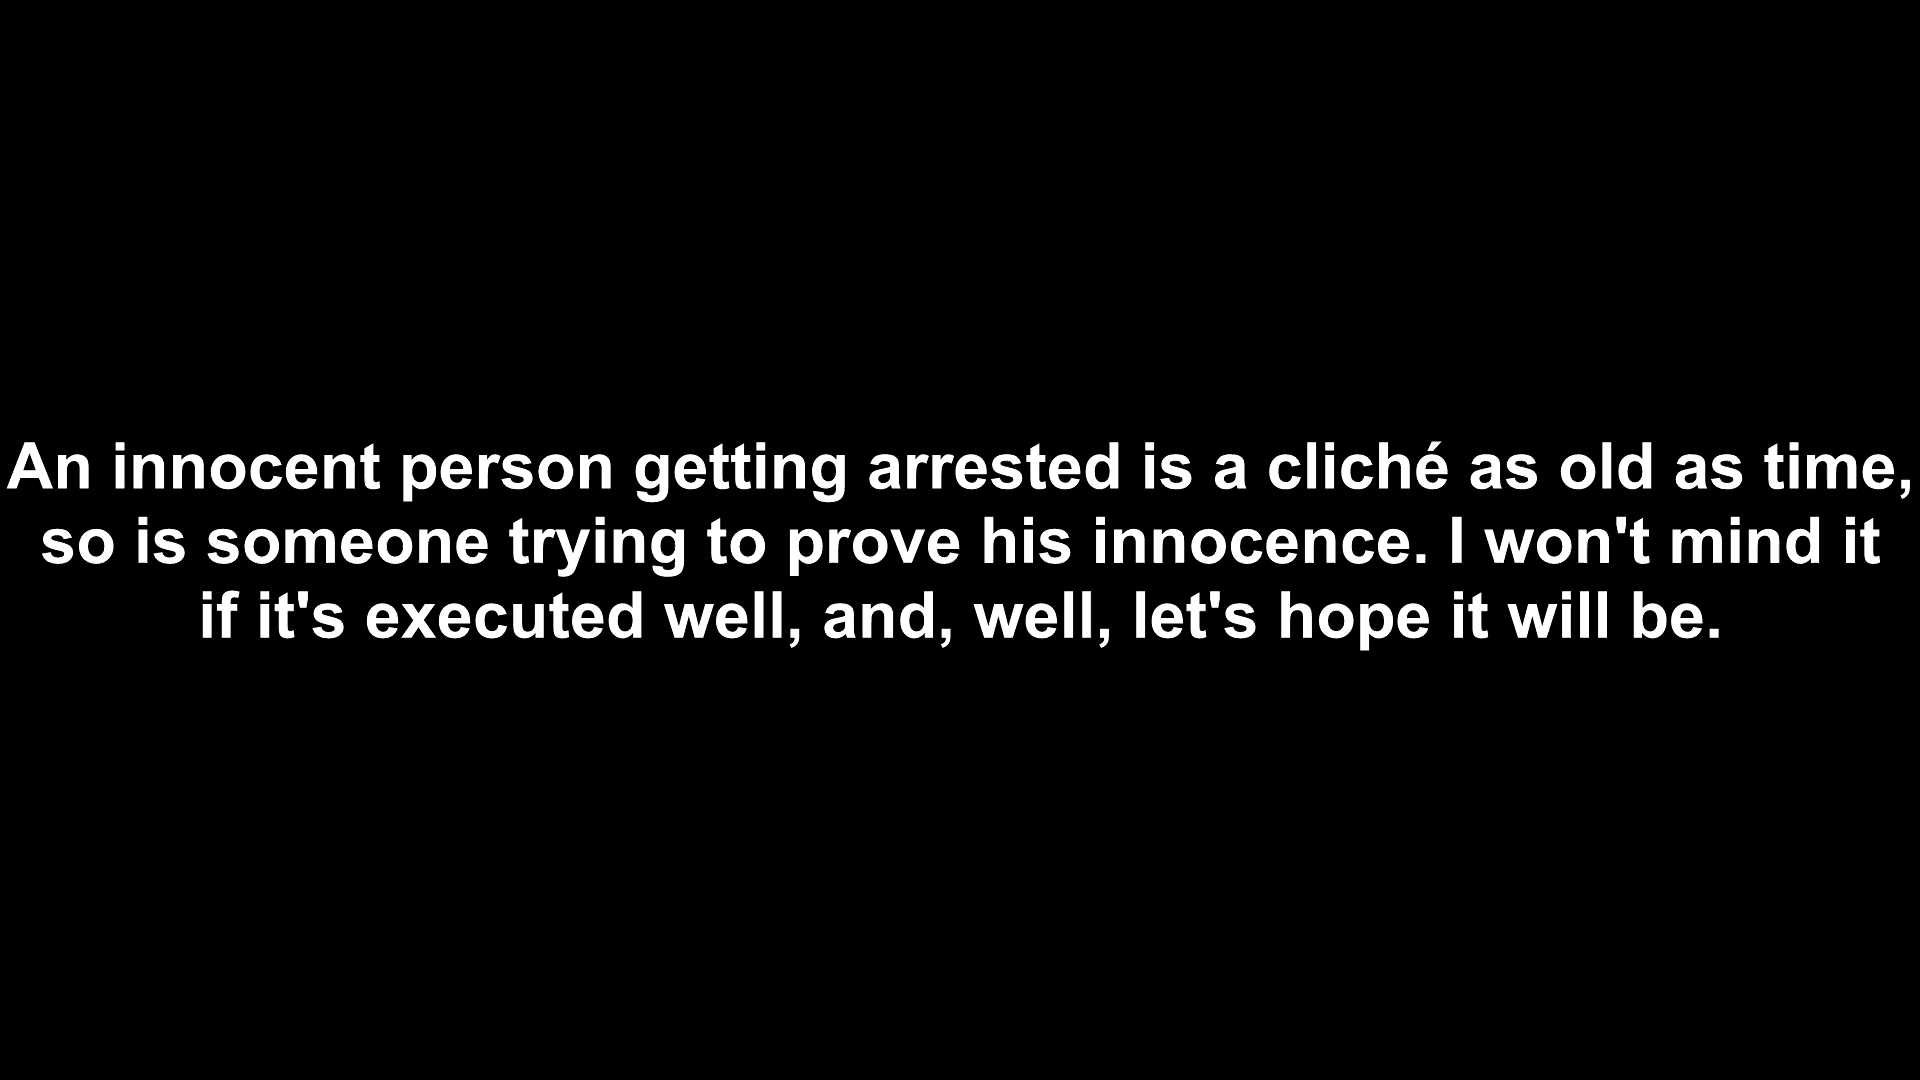 An innocent person getting arrested is a cliché as old as time,
so is someone trying to prove his innocence. I won't mind it
if it's executed well, and, well, let's hope it will be.